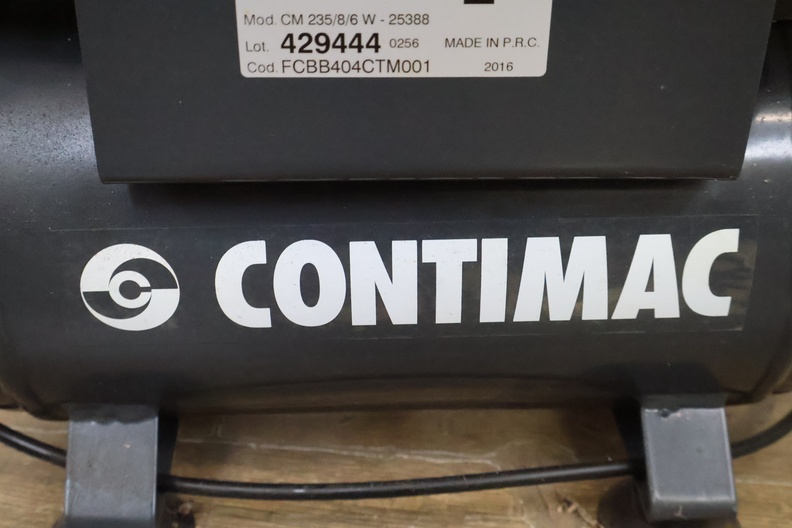 Mod. CM 235/8/6 W - 25388
Lot. 429444 0256 MADE IN P.R.C.
Cod. FCBB404CTM001 2016
CONTIMAC